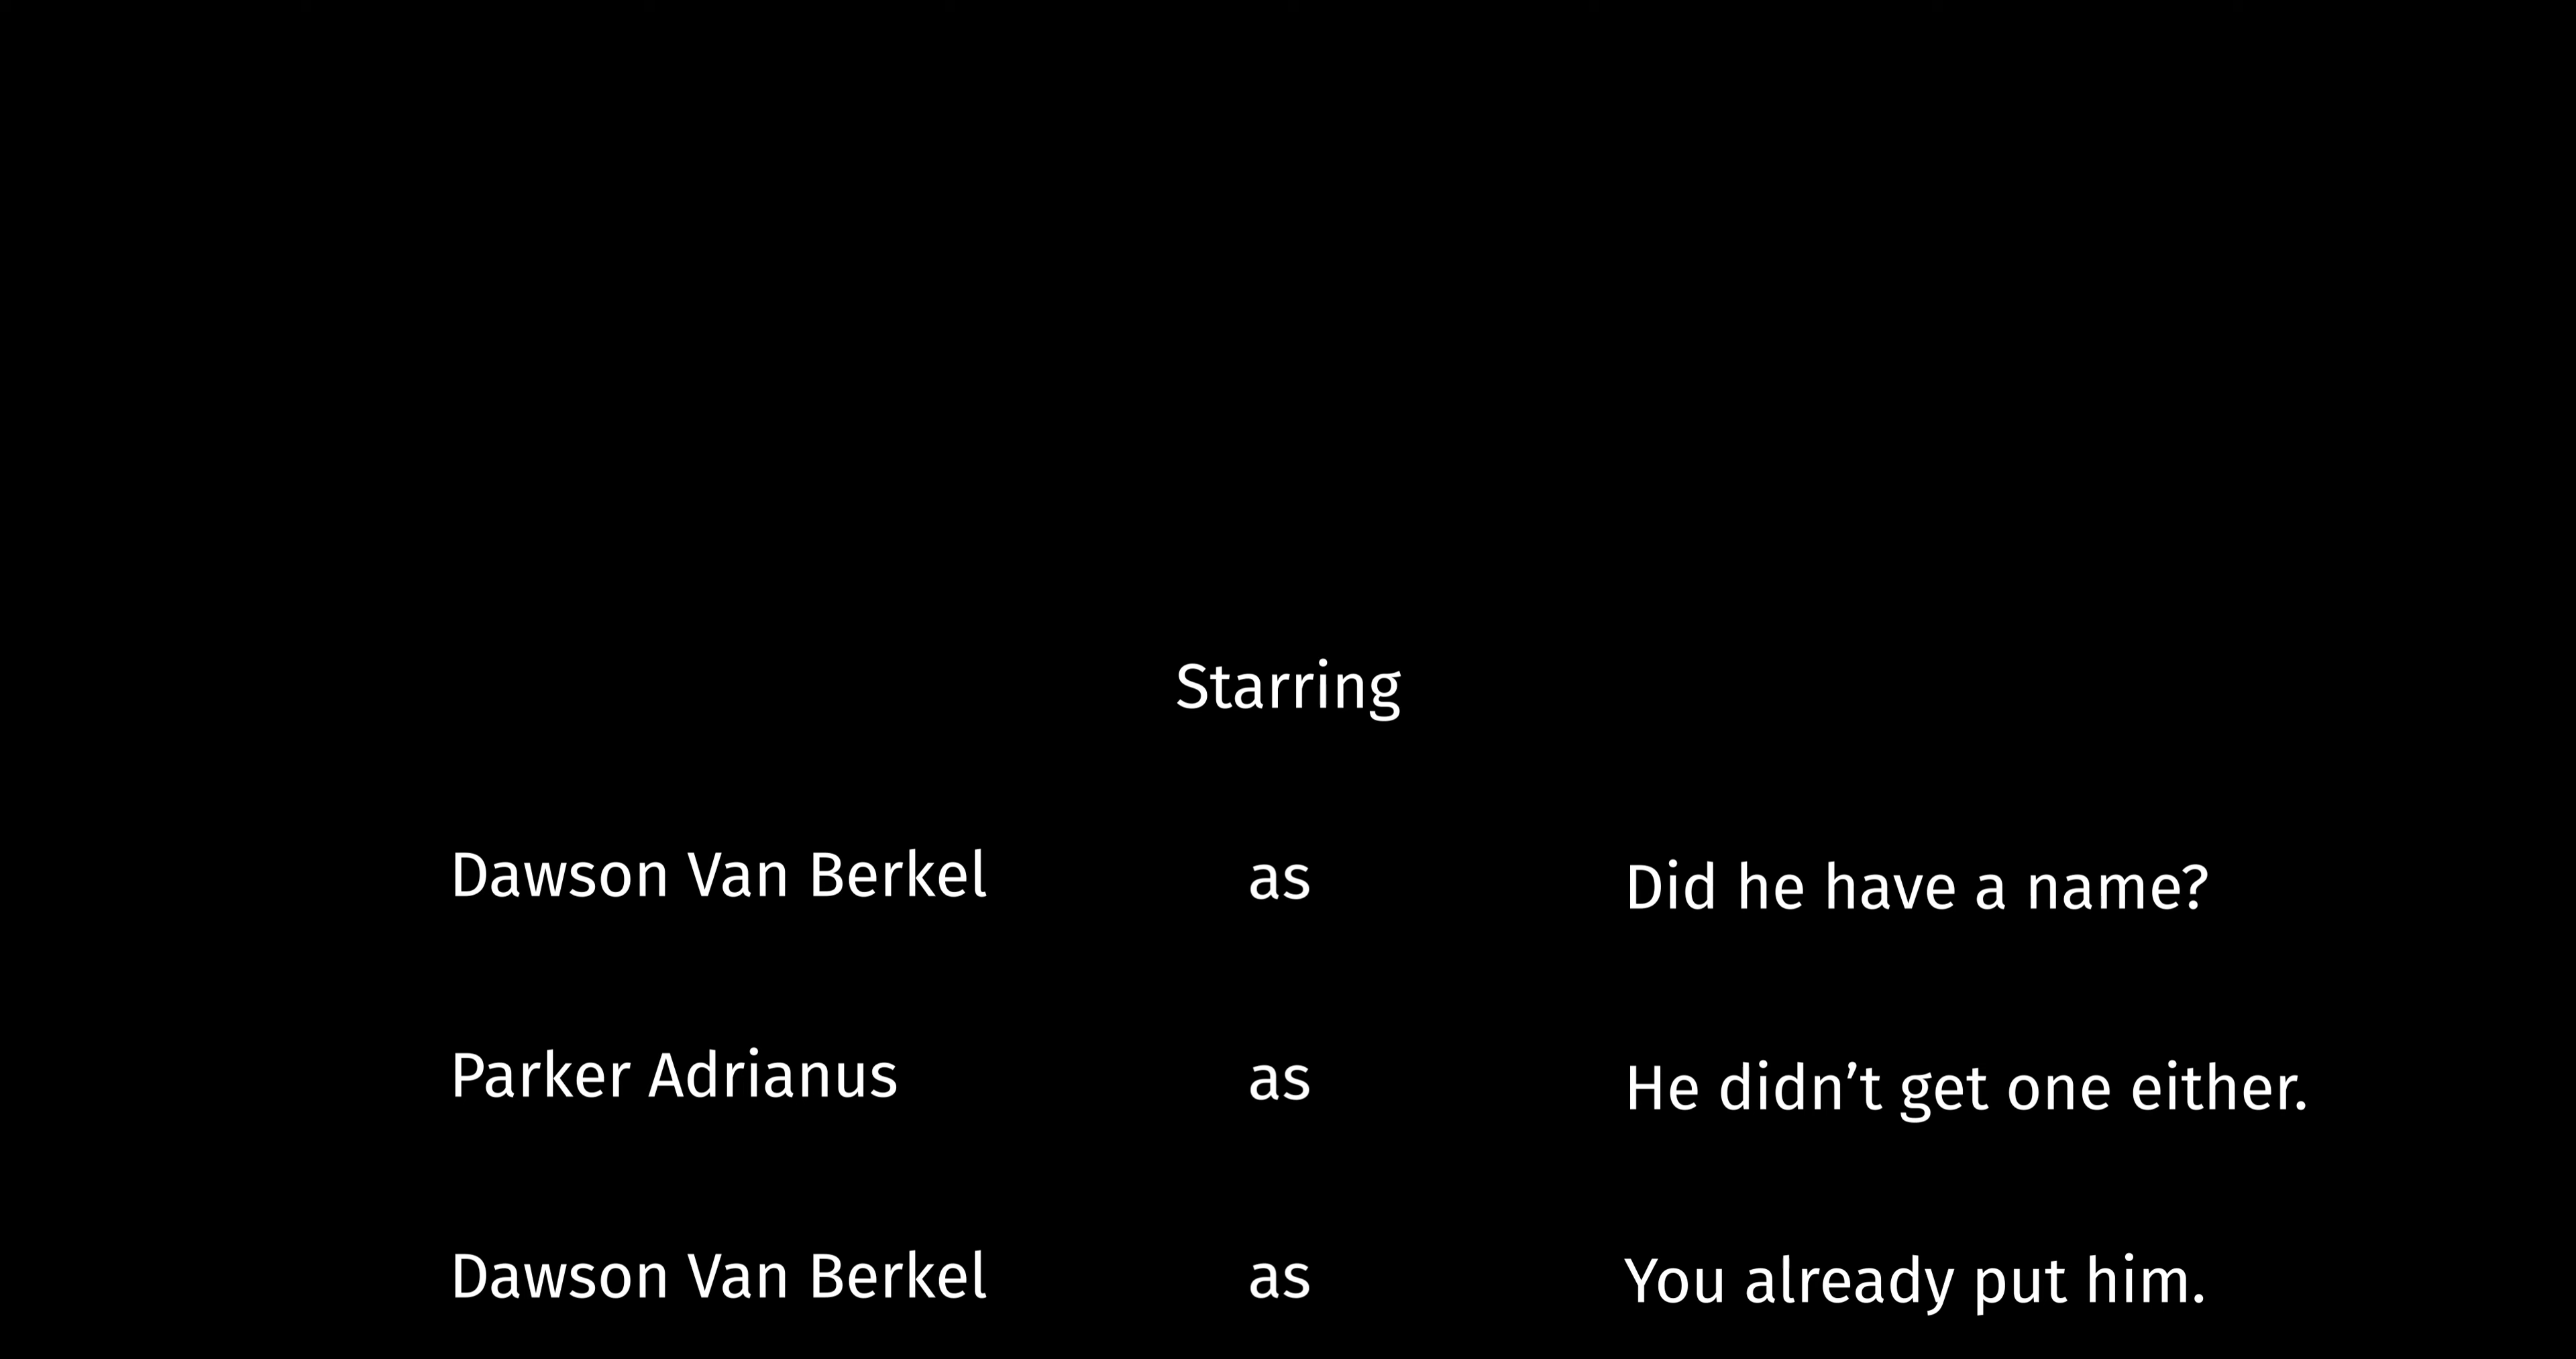 Starring
Dawson Van Berkel as Did he have a name?
Parker Adrianus as He didn’t get one either.
Dawson Van Berkel as You already put him.